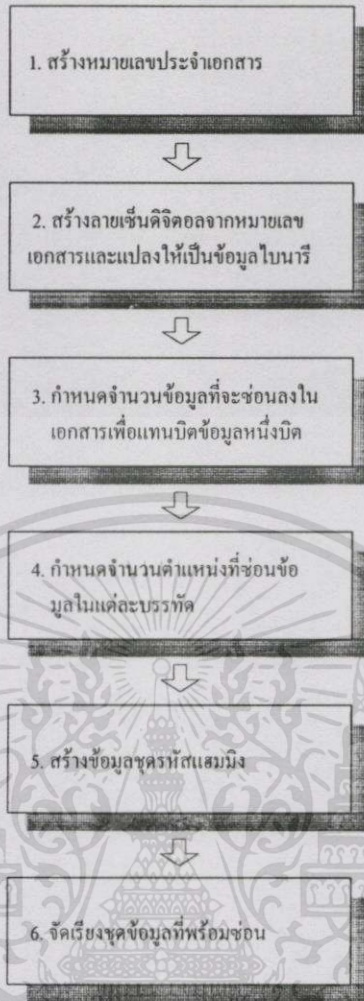 1. สร้างหมายเลขประจำเอกสาร
2. สร้างลายเซ็นดิจิตอลจากหมายเลข
เอกสารและแปลงให้เป็นข้อมูลไบนารี
3. กำหนดจำนวนข้อมูลที่จะซ่อนลงใน
เอกสารเพื่อแทนบิตข้อมูลหนึ่งบิต
4. กำหนดจำนวนตำแหน่งที่ซ่อนข้อ
มูลในแต่ละบรรทัด
5. สร้างข้อมูลชุดรหัสแฮมมิง
6. จัดเรียงชุดข้อมูลที่พร้อมซ่อน